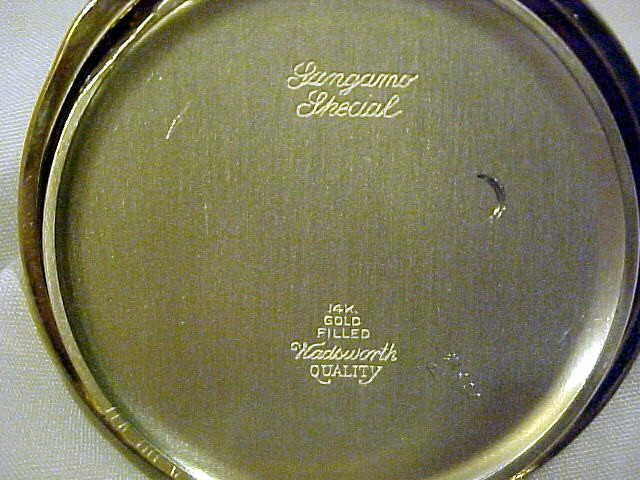 Sangamo
Special
14K.
GOLD
FILLED
Wadsworth
QUALITY